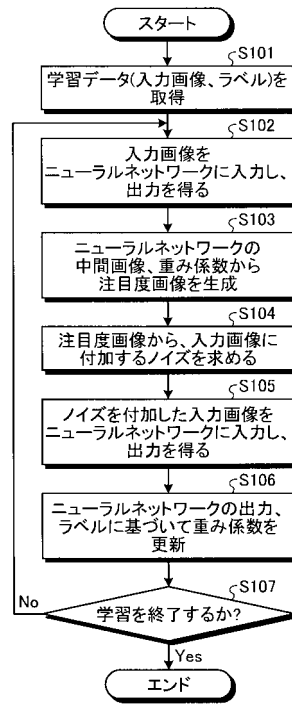 スタート
S101
学習データ(入力画像、ラベル)を
取得
S102
入力画像を
ニューラルネットワークに入力し、
出力を得る
S103
ニューラルネットワークの
中間画像、重み係数から
注目度画像を生成
S104
注目度画像から、入力画像に
付加するノイズを求める
S105
ノイズを付加した入力画像を
ニューラルネットワークに入力し、
出力を得る
S106
ニューラルネットワークの出力、
ラベルに基づいて重み係数を
更新
S107
学習を終了するか?
No
Yes
エンド